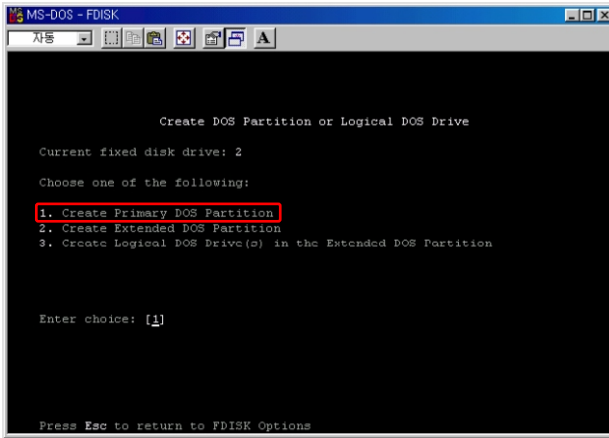 MS-DOS - FDISK
자동
A
Create DOS Partition or Logical DOS Drive
Current fixed disk drive: 2
Choose one of the following:
1. Create Primary DOS Partition
2. Create Extended DOS Partition
3. Create Logical DOS Drive(s) in the Extended DOS Partition
Enter choice: [1]
Press Esc to return to FDISK Options